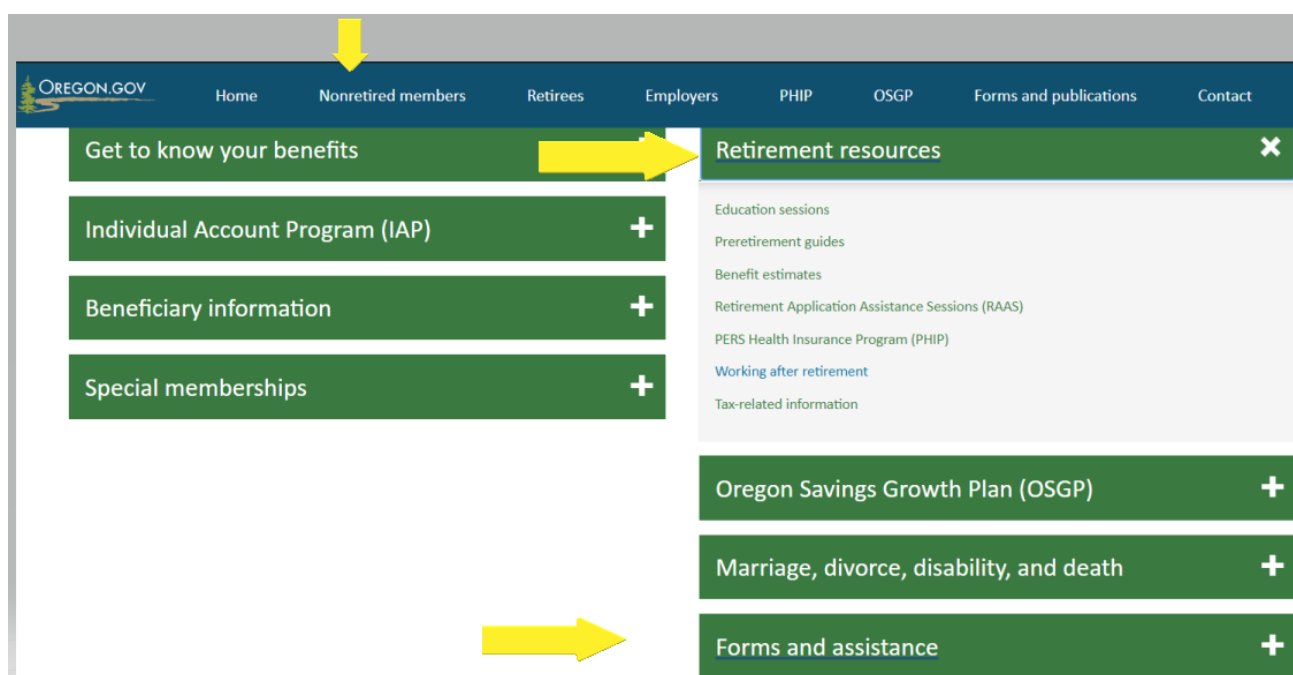 OREGON.GOV Home Nonretired members Retirees Employers PHIP OSGP Forms and publications Contact
Get to know your benefits
Individual Account Program (IAP)
Beneficiary information
Special memberships
Retirement resources
Education sessions
Preretirement guides
Benefit estimates
Retirement Application Assistance Sessions (RAAS)
PERS Health Insurance Program (PHIP)
Working after retirement
Tax-related information
Oregon Savings Growth Plan (OSGP)
Marriage, divorce, disability, and death
Forms and assistance